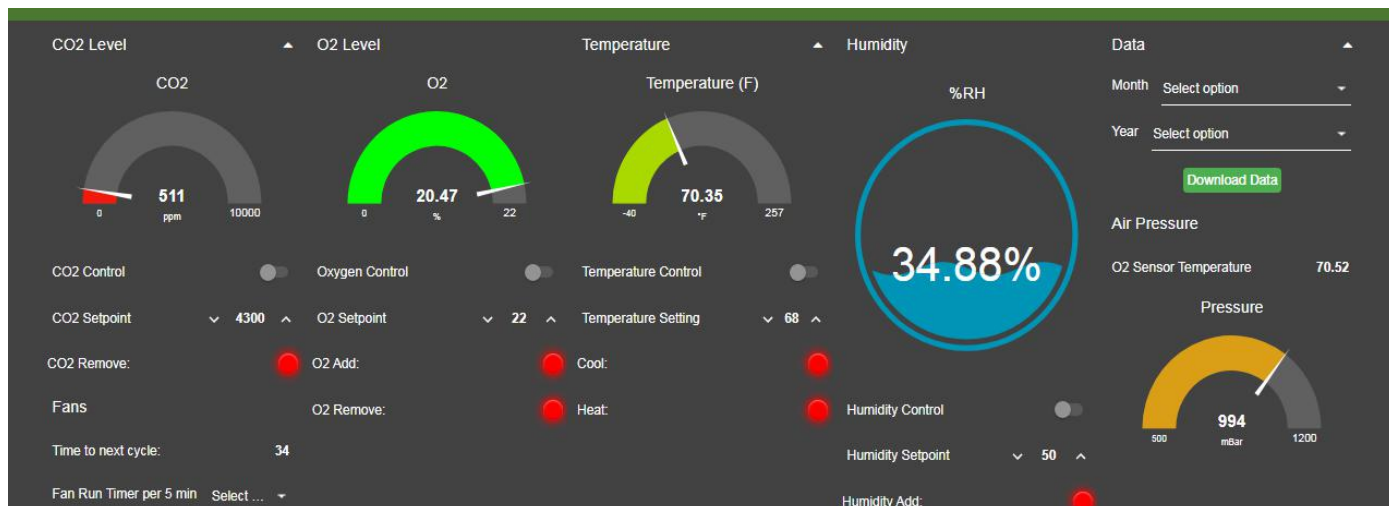 CO2 Level
CO2
511
ppm
0
10000
CO2 Control
CO2 Setpoint 4300
CO2 Remove:
Fans
Time to next cycle: 34
Fan Run Timer per 5 min Select ...
O2 Level
O2
20.47
%
0
22
Oxygen Control
O2 Setpoint 22
O2 Add:
O2 Remove:
Temperature
Temperature (F)
70.35
°F
-40
257
Temperature Control
Temperature Setting 68
Cool:
Heat:
Humidity
%RH
34.88%
Humidity Control
Humidity Setpoint 50
Humidity Add:
Data
Month Select option
Year Select option
Download Data
Air Pressure
O2 Sensor Temperature 70.52
Pressure
994
mBar
500
1200